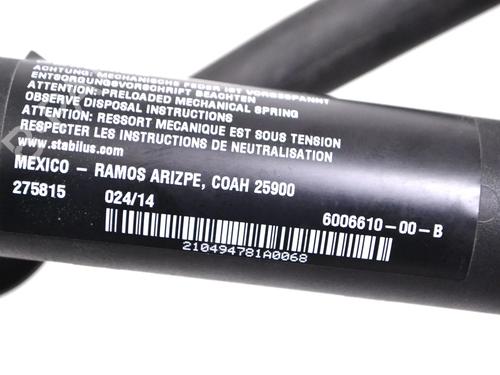 ACHTUNG: MECHANISCHE FEDER IST VORGESPANNT
ENTSORGUNGSVORSCHRIFT BEACHTEN
ATTENTION: PRELOADED MECHANICAL SPRING
OBSERVE DISPOSAL INSTRUCTIONS
ATTENTION: RESSORT MECANIQUE EST SOUS TENSION
RESPECTER LES INSTRUCTIONS DE NEUTRALISATION
www.stabilus.com
MEXICO - RAMOS ARIZPE, COAH 25900
275815 024/14 6006610-00-B
210494781A0068